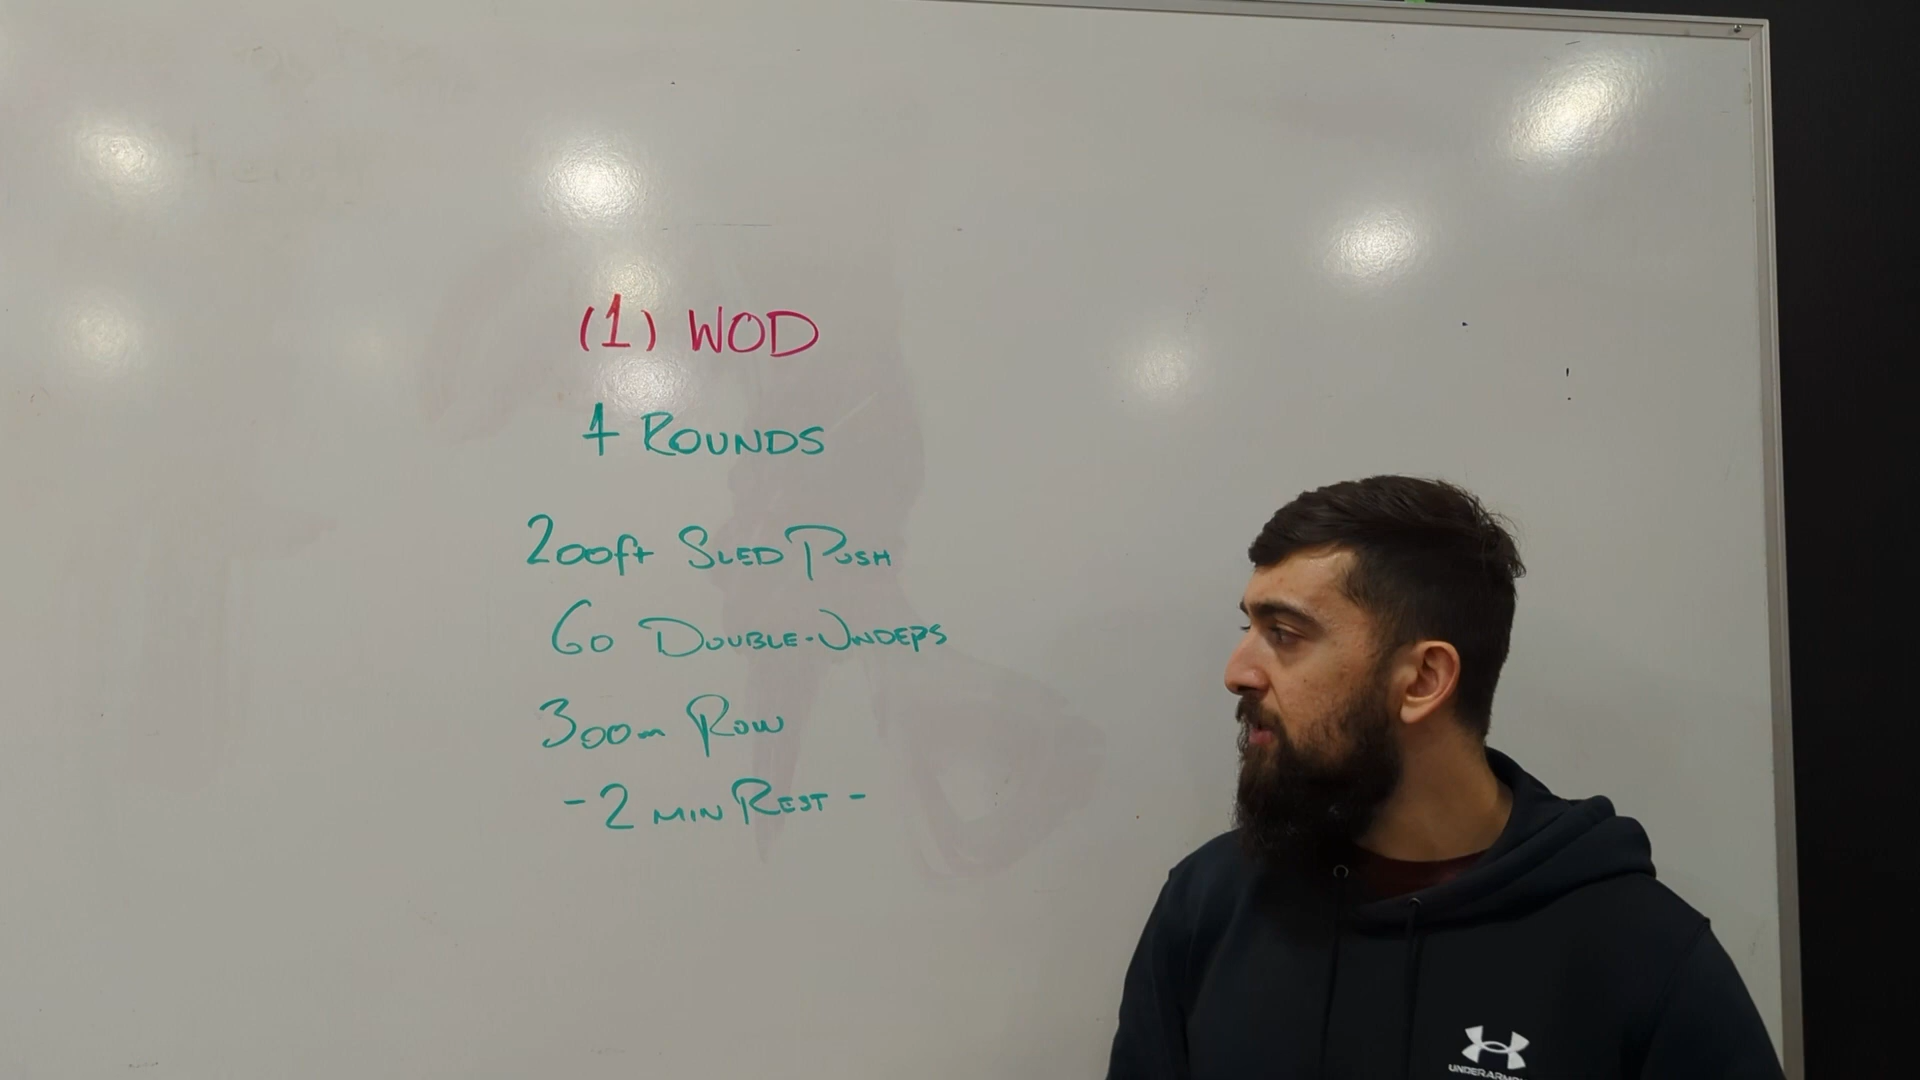 (1) WOD
4 ROUNDS
200ft SLED PUSH
60 DOUBLE-UNDERS
300m ROW
- 2 MIN REST -